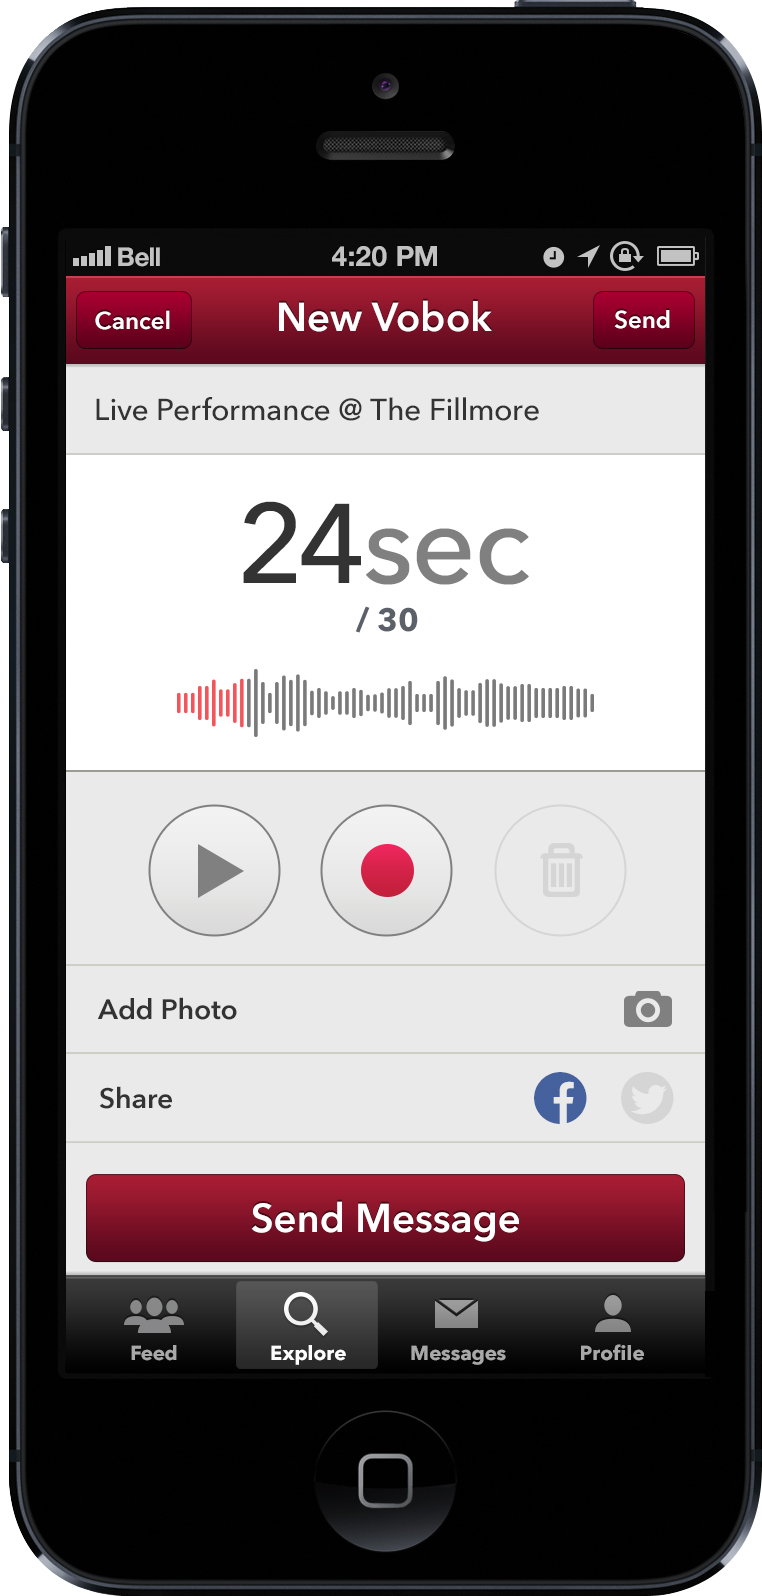 Bell 4:20 PM
Cancel New Vobok Send
Live Performance @ The Fillmore
24sec
/ 30
Add Photo
Share
Send Message
Feed Explore Messages Profile